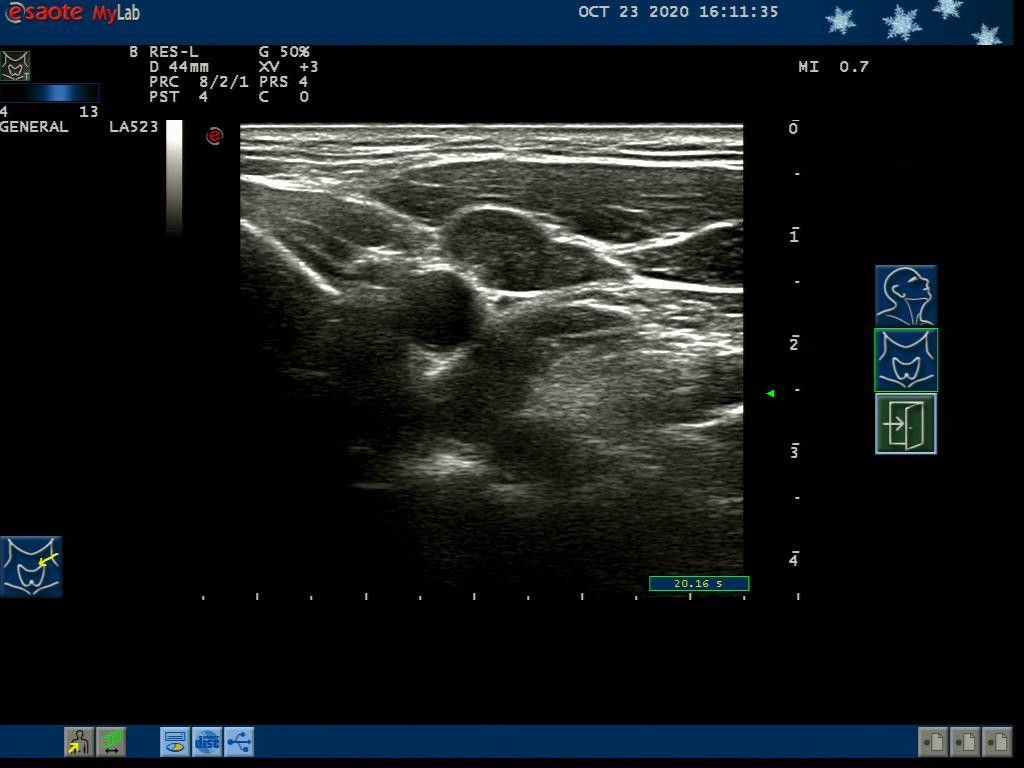 esaote MyLab
OCT 23 2020 16:11:35
B RES-L G 50%
D 44mm XV +3
PRC 8/2/1 PRS 4
PST 4 C 0
MI 0.7
4 13
GENERAL LA523
e
0
1
2
3
4
20.16 s
disc